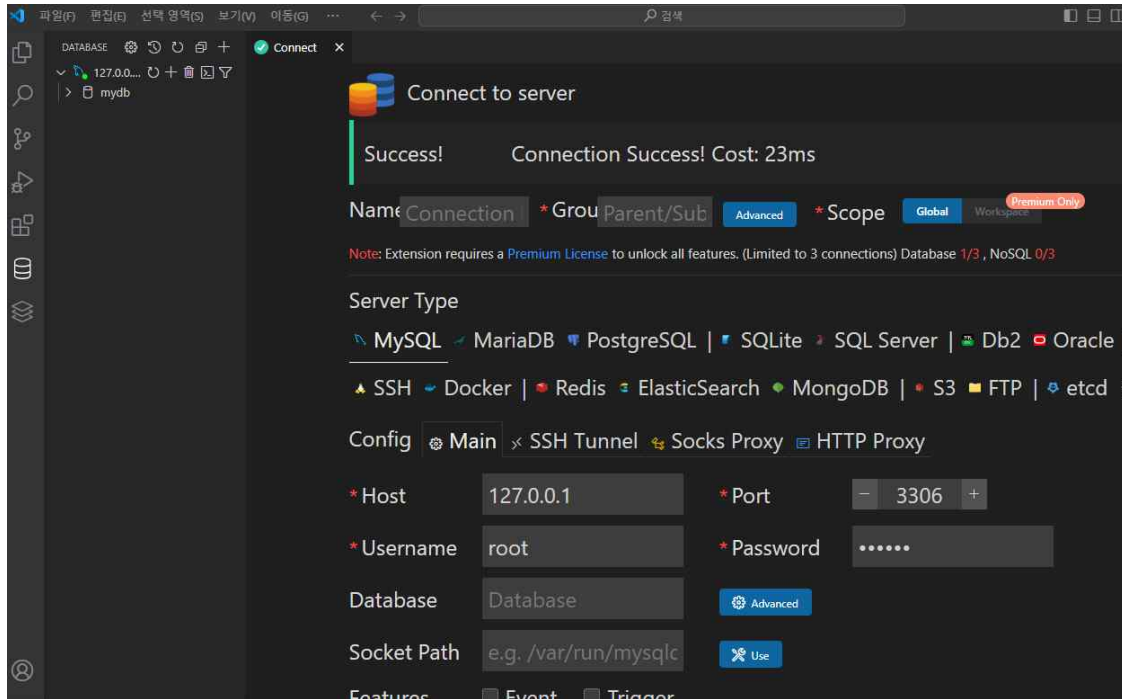 파일(F) 편집(E) 선택 영역(S) 보기(V) 이동(G) ··· ← → 검색
DATABASE
Connect ×
127.0.0....
mydb
Connect to server
Success! Connection Success! Cost: 23ms
Name Connection * Grou Parent/Sub Advanced * Scope Global Workspace Premium Only
Note: Extension requires a Premium License to unlock all features. (Limited to 3 connections) Database 1/3 , NoSQL 0/3
Server Type
MySQL MariaDB PostgreSQL | SQLite SQL Server | Db2 Oracle
SSH Docker | Redis ElasticSearch MongoDB | S3 FTP | etcd
Config Main SSH Tunnel Socks Proxy HTTP Proxy
* Host 127.0.0.1 * Port − 3306 +
* Username root * Password ••••••
Database Database Advanced
Socket Path e.g. /var/run/mysqlc Use
Features Event Trigger